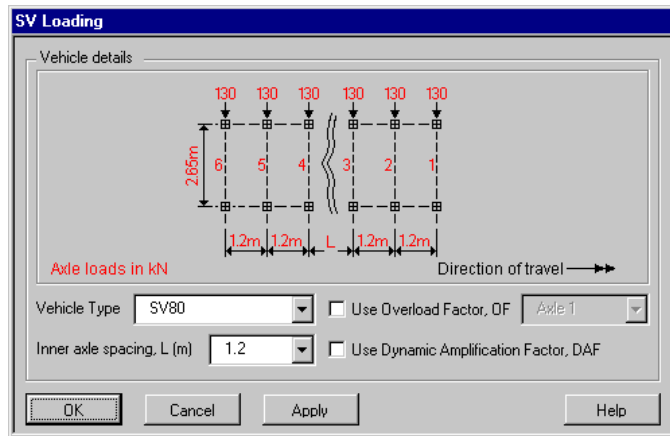 SV Loading
Vehicle details
130 130 130 130 130 130
2.65m
6 5 4 3 2 1
1.2m 1.2m L 1.2m 1.2m
Axle loads in kN
Direction of travel
Vehicle Type SV80 Use Overload Factor, OF Axle 1
Inner axle spacing, L (m) 1.2 Use Dynamic Amplification Factor, DAF
OK Cancel Apply Help